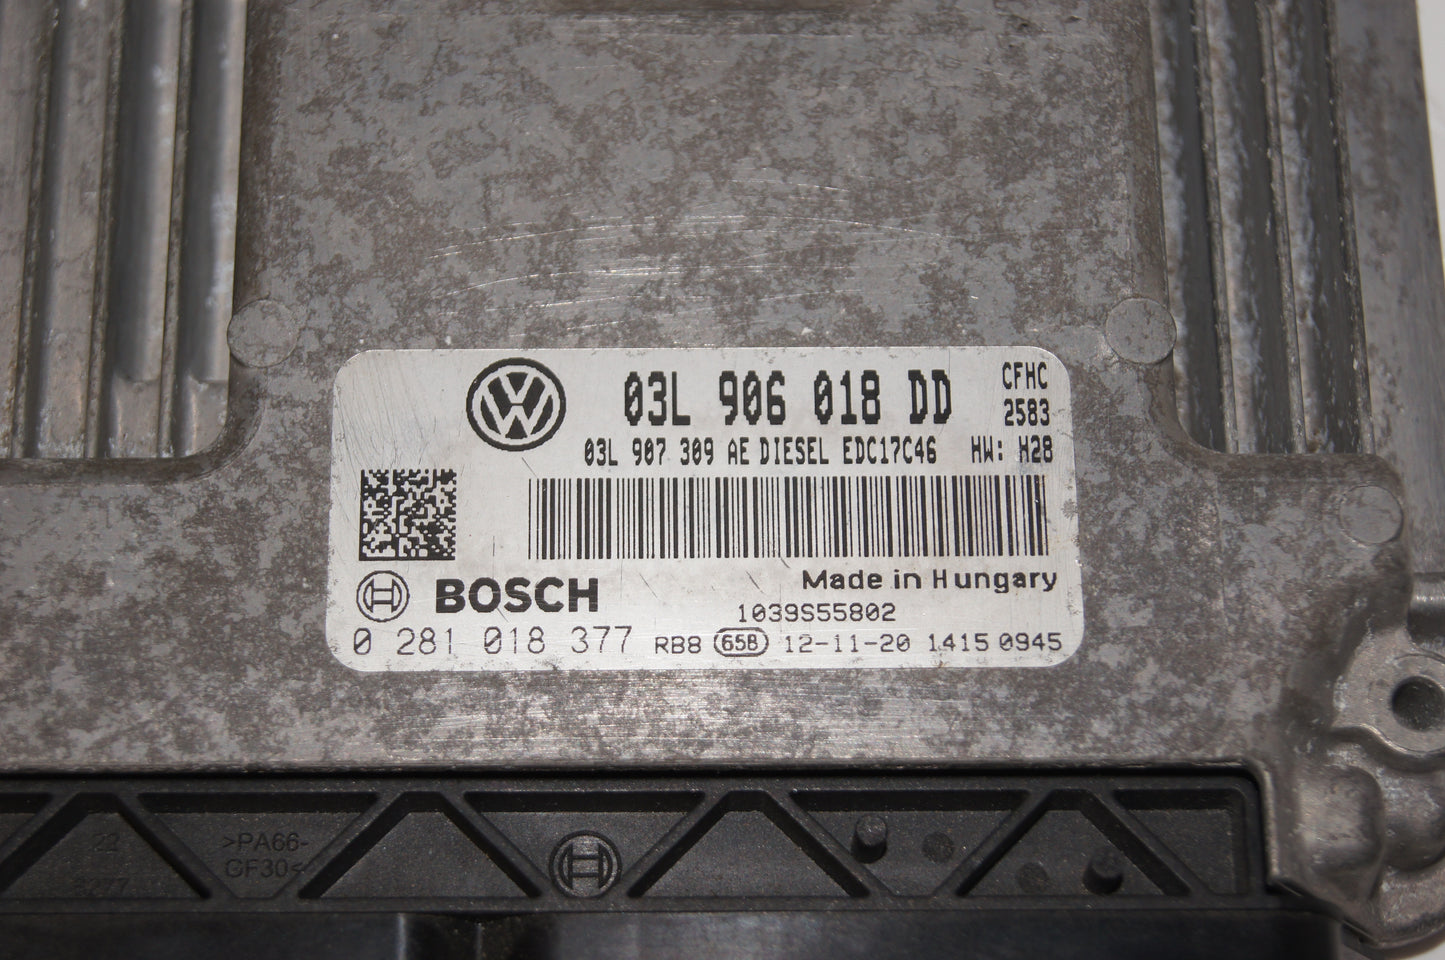 03L 906 018 DD
CFHC
2583
03L 907 309 AE DIESEL EDC17C46 HW: H28
Made in Hungary
BOSCH
1039S55802
0 281 018 377 RB8 65B 12-11-20 1415 0945
22 >PA66-
GF30<